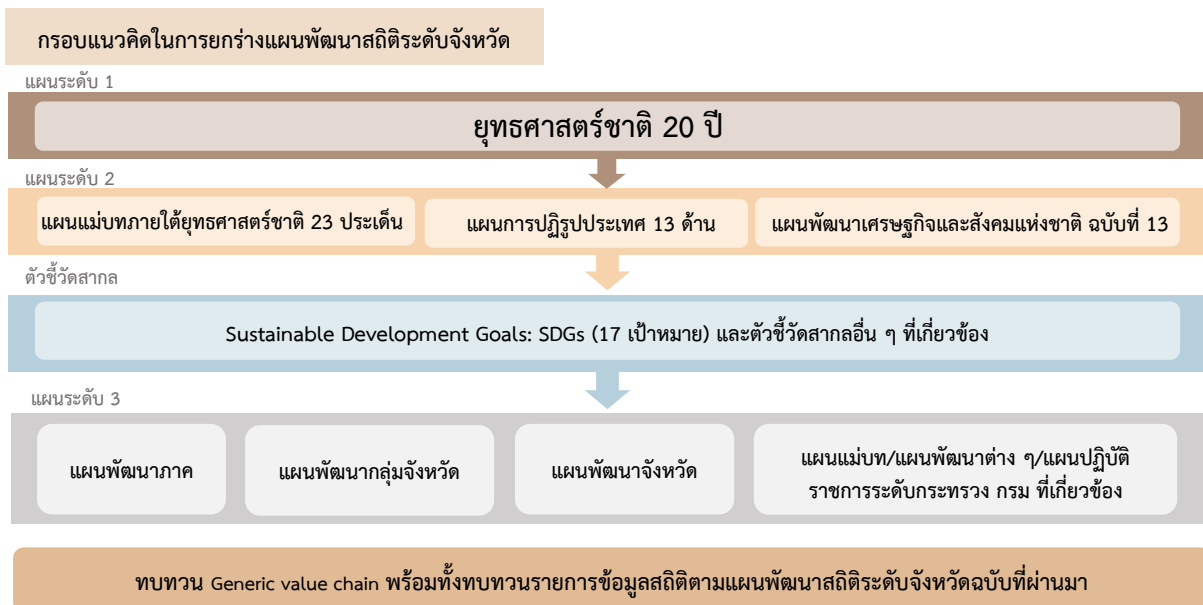 กรอบแนวคิดในการยกร่างแผนพัฒนาสถิติระดับจังหวัด
แผนระดับ 1
ยุทธศาสตร์ชาติ 20 ปี
แผนระดับ 2
แผนแม่บทภายใต้ยุทธศาสตร์ชาติ 23 ประเด็น
แผนการปฏิรูปประเทศ 13 ด้าน
แผนพัฒนาเศรษฐกิจและสังคมแห่งชาติ ฉบับที่ 13
ตัวชี้วัดสากล
Sustainable Development Goals: SDGs (17 เป้าหมาย) และตัวชี้วัดสากลอื่น ๆ ที่เกี่ยวข้อง
แผนระดับ 3
แผนพัฒนาภาค
แผนพัฒนากลุ่มจังหวัด
แผนพัฒนาจังหวัด
แผนแม่บท/แผนพัฒนาต่าง ๆ/แผนปฏิบัติ
ราชการระดับกระทรวง กรม ที่เกี่ยวข้อง
ทบทวน Generic value chain พร้อมทั้งทบทวนรายการข้อมูลสถิติตามแผนพัฒนาสถิติระดับจังหวัดฉบับที่ผ่านมา